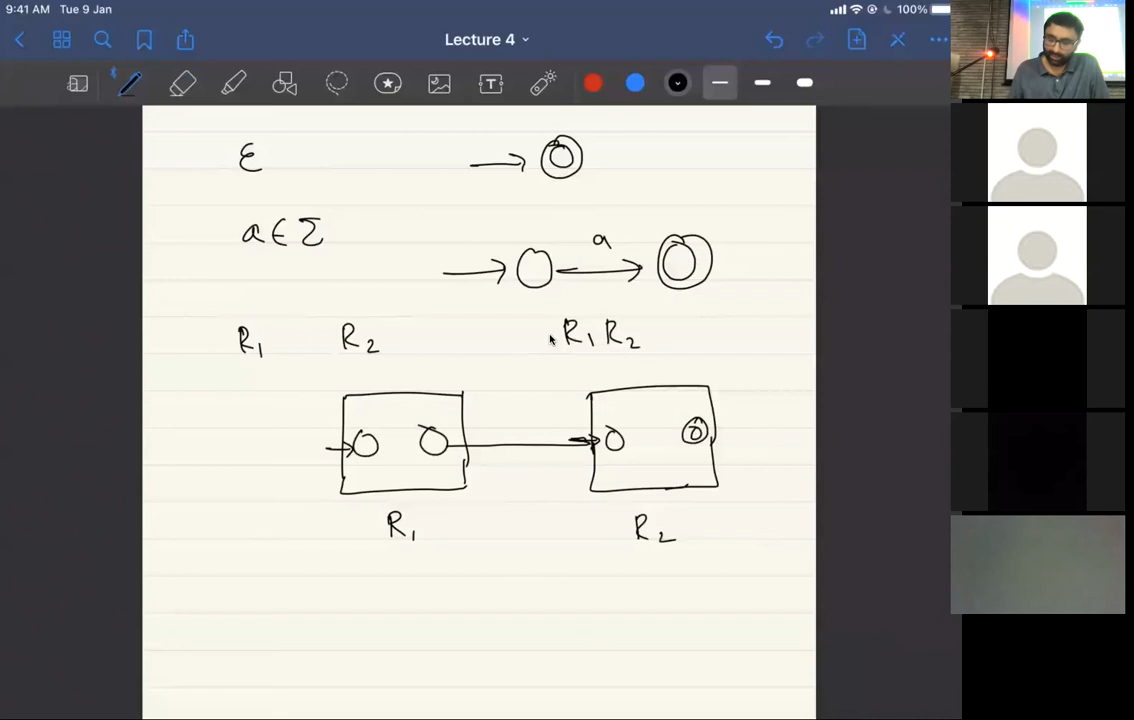 9:41 AM Tue 9 Jan
100%
Lecture 4
ε
a ∈ Σ
a
R₁ R₂ R₁R₂
R₁ R₂